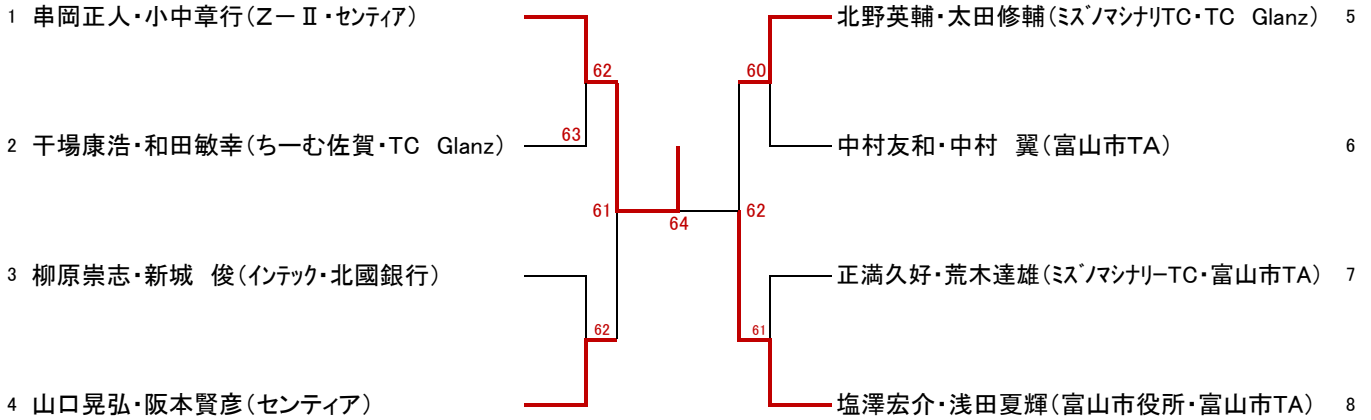 1 串岡正人・小中章行(Z－Ⅱ・センティア)
2 干場康浩・和田敏幸(ちーむ佐賀・TC Glanz)
3 柳原崇志・新城 俊(インテック・北國銀行)
4 山口晃弘・阪本賢彦(センティア)
62
63
61
62
64
60
62
61
北野英輔・太田修輔(ミズノマシナリTC・TC Glanz) 5
中村友和・中村 翼(富山市TA) 6
正満久好・荒木達雄(ミズノマシナリーTC・富山市TA) 7
塩澤宏介・浅田夏輝(富山市役所・富山市TA) 8